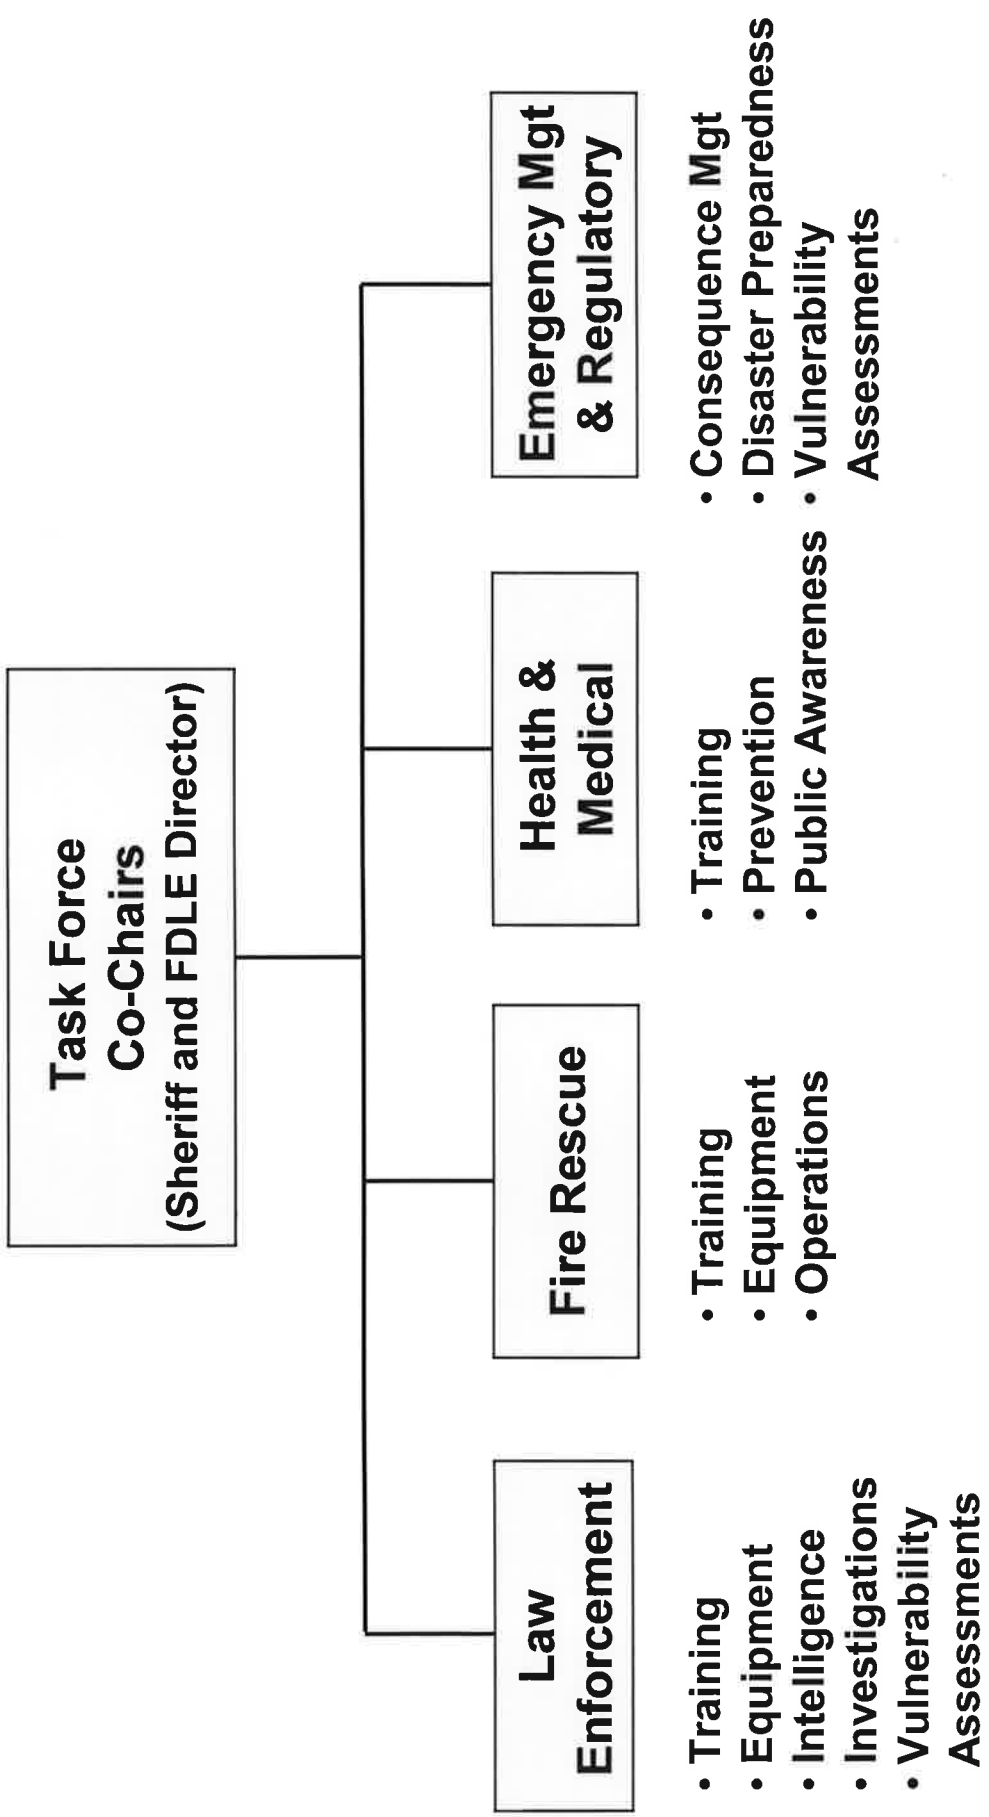 Task Force
Co-Chairs
(Sheriff and FDLE Director)
Law
Enforcement
• Training
• Equipment
• Intelligence
• Investigations
• Vulnerability
Assessments
Fire Rescue
• Training
• Equipment
• Operations
Health &
Medical
• Training
• Prevention
• Public Awareness
Emergency Mgt
& Regulatory
• Consequence Mgt
• Disaster Preparedness
• Vulnerability
Assessments